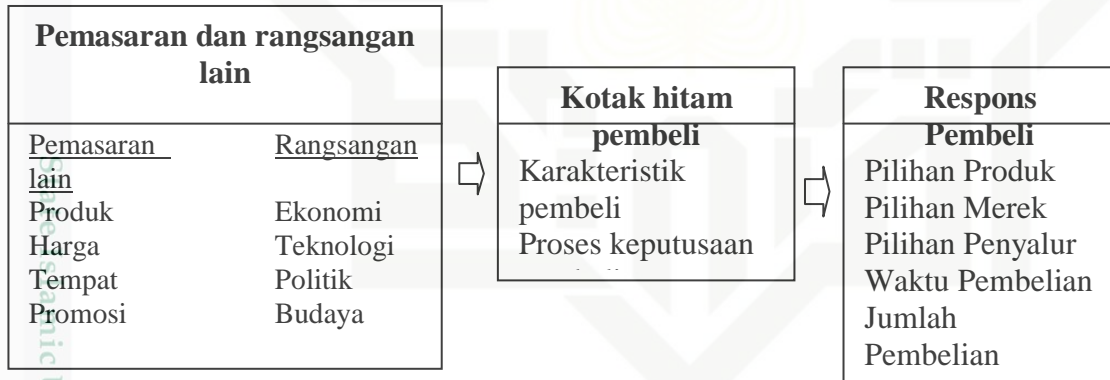 Pemasaran dan rangsangan
lain
Pemasaran Rangsangan
lain
Produk Ekonomi
Harga Teknologi
Tempat Politik
Promosi Budaya
Kotak hitam
pembeli
Karakteristik
pembeli
Proses keputusaan
Respons
Pembeli
Pilihan Produk
Pilihan Merek
Pilihan Penyalur
Waktu Pembelian
Jumlah
Pembelian